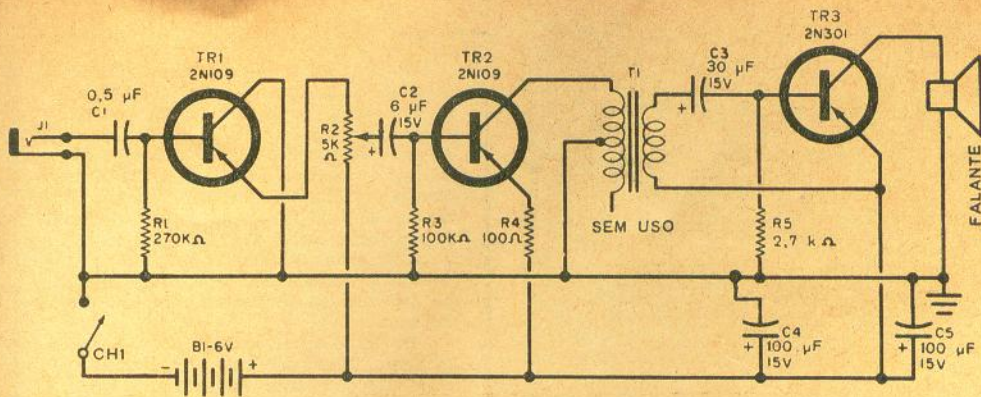 TR1
2N109
0,5 µF
C1
J1
V
R1
270KΩ
R2
5K
Ω
C2
6 µF
15V
+
TR2
2N109
R3
100KΩ
R4
100Ω
T1
SEM USO
C3
30 µF
15V
+
TR3
2N301
R5
2,7 kΩ
FALANTE
CH1
B1-6V
-
+
C4
100 µF
15V
+
C5
100 µF
15V
+